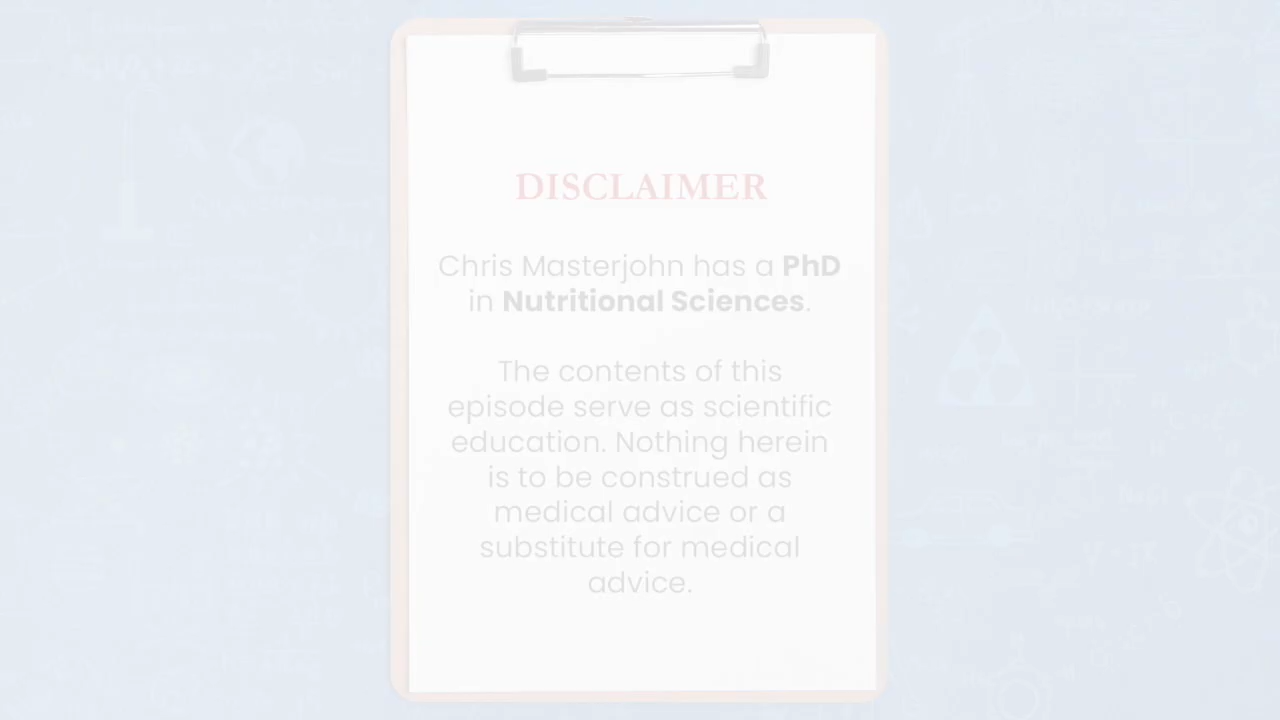 DISCLAIMER
Chris Masterjohn has a PhD
in Nutritional Sciences.
The contents of this
episode serve as scientific
education. Nothing herein
is to be construed as
medical advice or a
substitute for medical
advice.